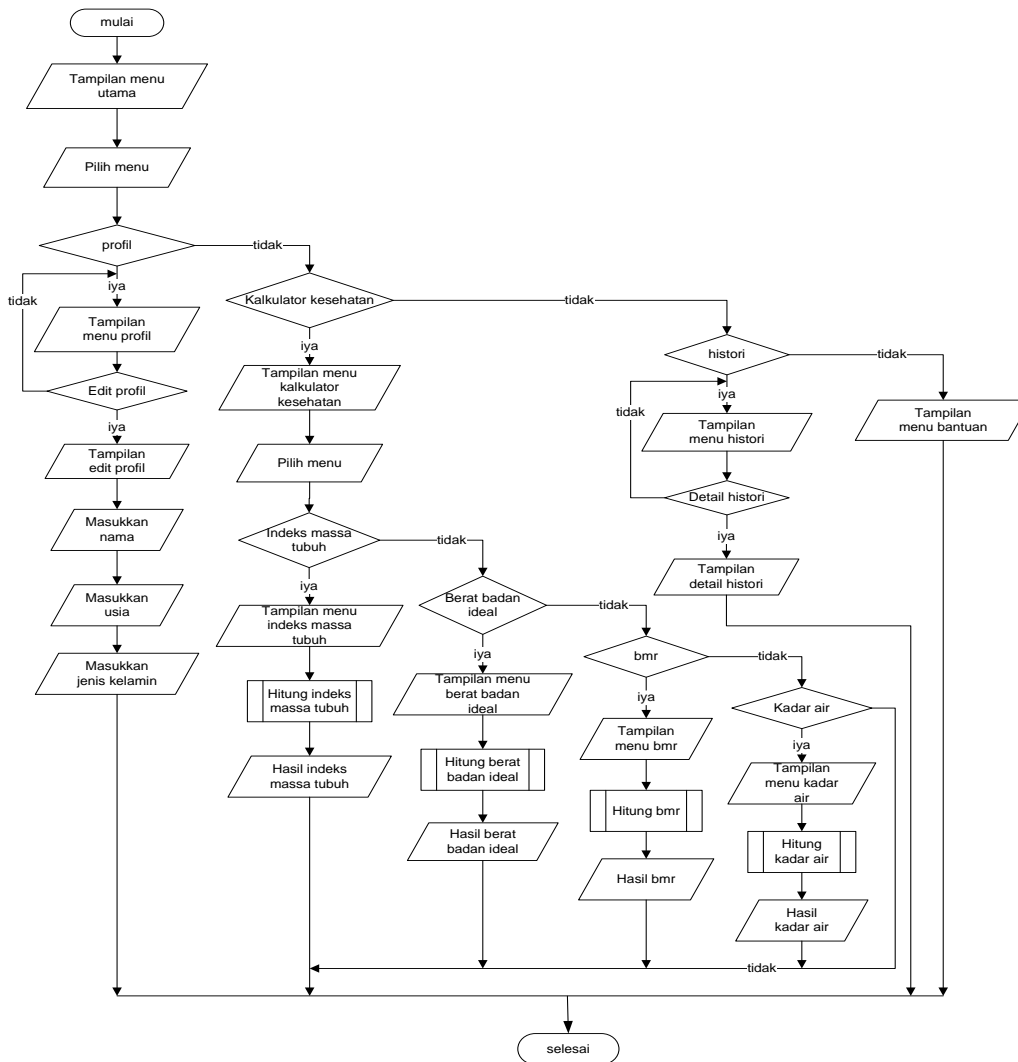 mulai
Tampilan menu
utama
Pilih menu
profil
tidak
iya
tidak
Tampilan
menu profil
Edit profil
iya
Tampilan
edit profil
Masukkan
nama
Masukkan
usia
Masukkan
jenis kelamin
Kalkulator kesehatan
tidak
iya
Tampilan menu
kalkulator
kesehatan
Pilih menu
Indeks massa
tubuh
tidak
iya
Tampilan menu
indeks massa
tubuh
Hitung indeks
massa tubuh
Hasil indeks
massa tubuh
Berat badan
ideal
tidak
iya
Tampilan menu
berat badan
ideal
Hitung berat
badan ideal
Hasil berat
badan ideal
bmr
tidak
iya
Tampilan
menu bmr
Hitung bmr
Hasil bmr
Kadar air
iya
Tampilan
menu kadar
air
Hitung
kadar air
Hasil
kadar air
tidak
histori
tidak
iya
tidak
Tampilan
menu histori
Detail histori
iya
Tampilan
detail histori
Tampilan
menu bantuan
selesai